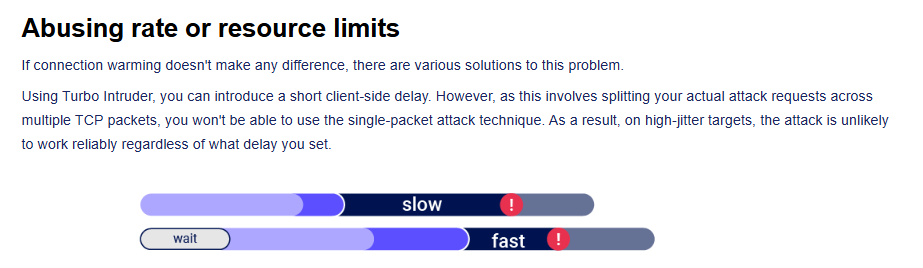 Abusing rate or resource limits
If connection warming doesn't make any difference, there are various solutions to this problem.
Using Turbo Intruder, you can introduce a short client-side delay. However, as this involves splitting your actual attack requests across
multiple TCP packets, you won't be able to use the single-packet attack technique. As a result, on high-jitter targets, the attack is unlikely
to work reliably regardless of what delay you set.
slow !
wait fast !